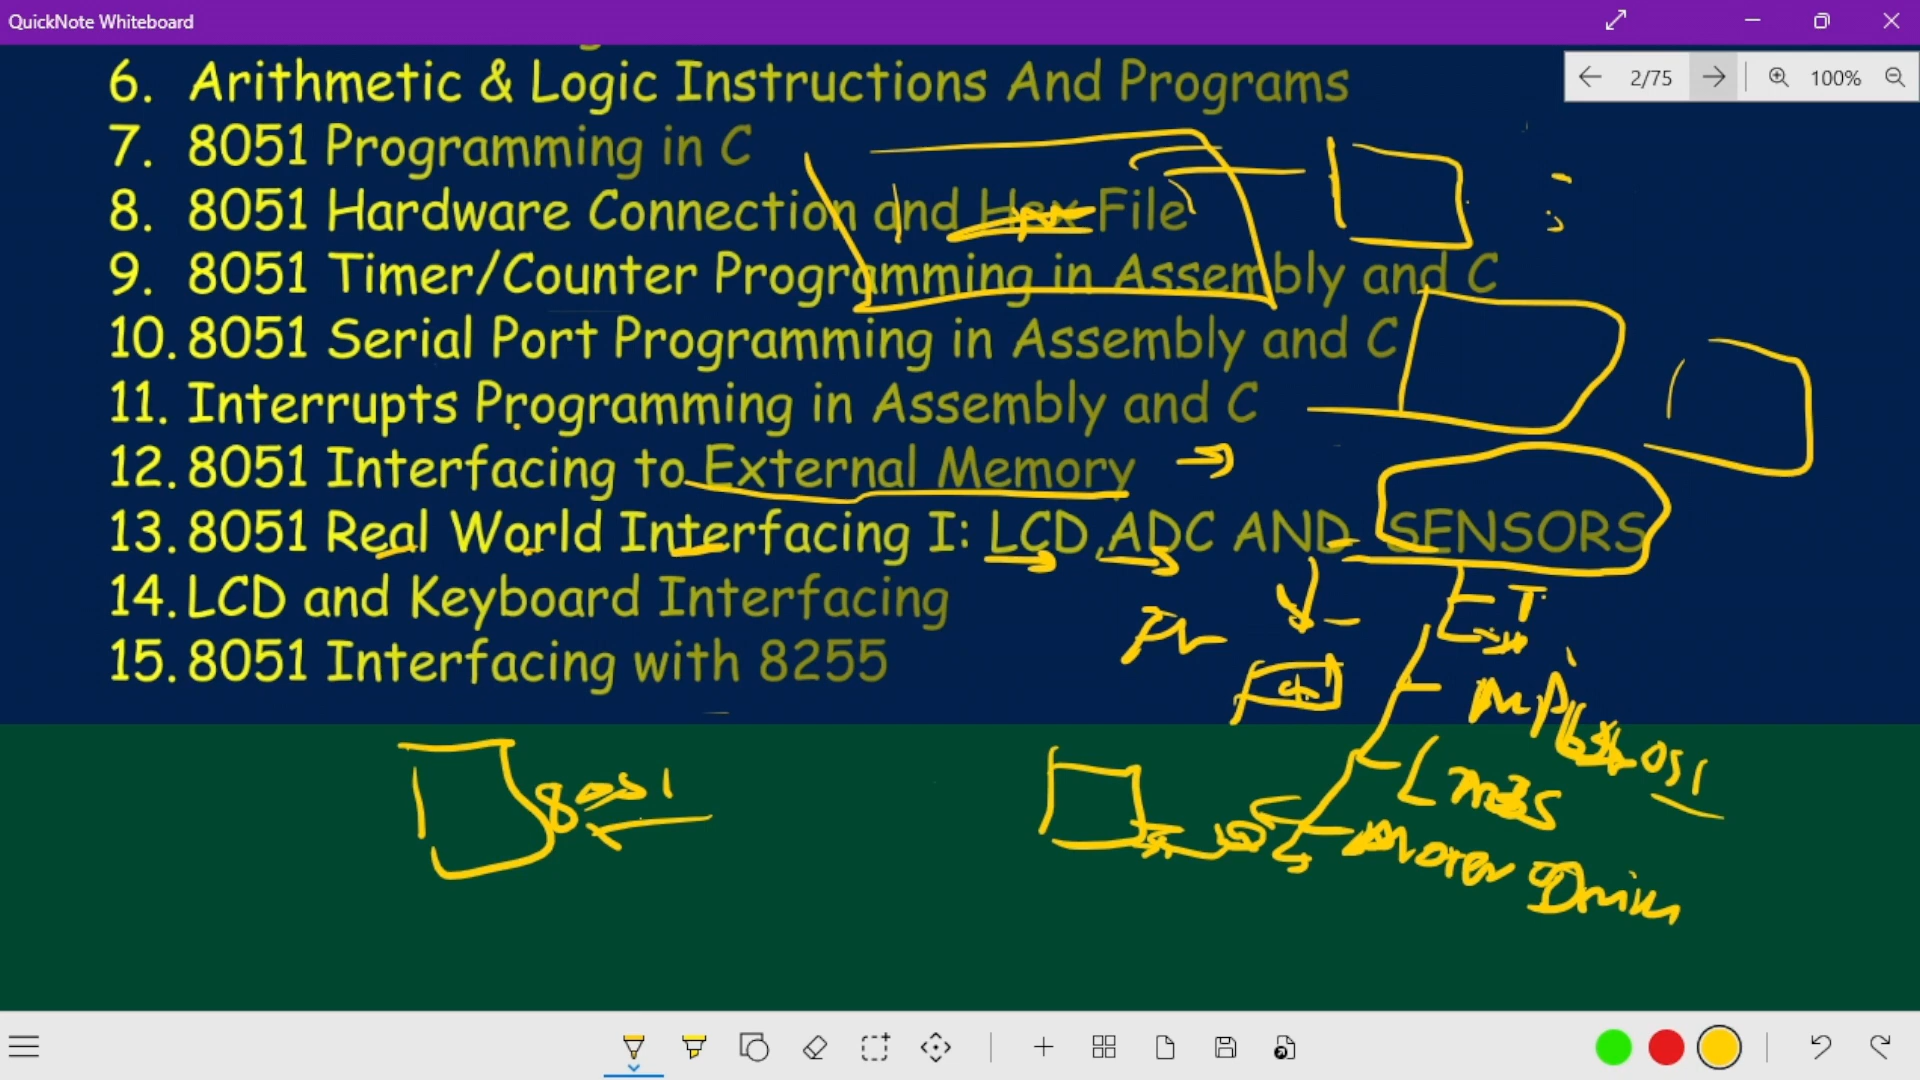 QuickNote Whiteboard
2/75
100%
6. Arithmetic & Logic Instructions And Programs
7. 8051 Programming in C
8. 8051 Hardware Connection and Hex File
9. 8051 Timer/Counter Programming in Assembly and C
10. 8051 Serial Port Programming in Assembly and C
11. Interrupts Programming in Assembly and C
12. 8051 Interfacing to External Memory
13. 8051 Real World Interfacing I: LCD,ADC AND SENSORS
14. LCD and Keyboard Interfacing
15. 8051 Interfacing with 8255
8051